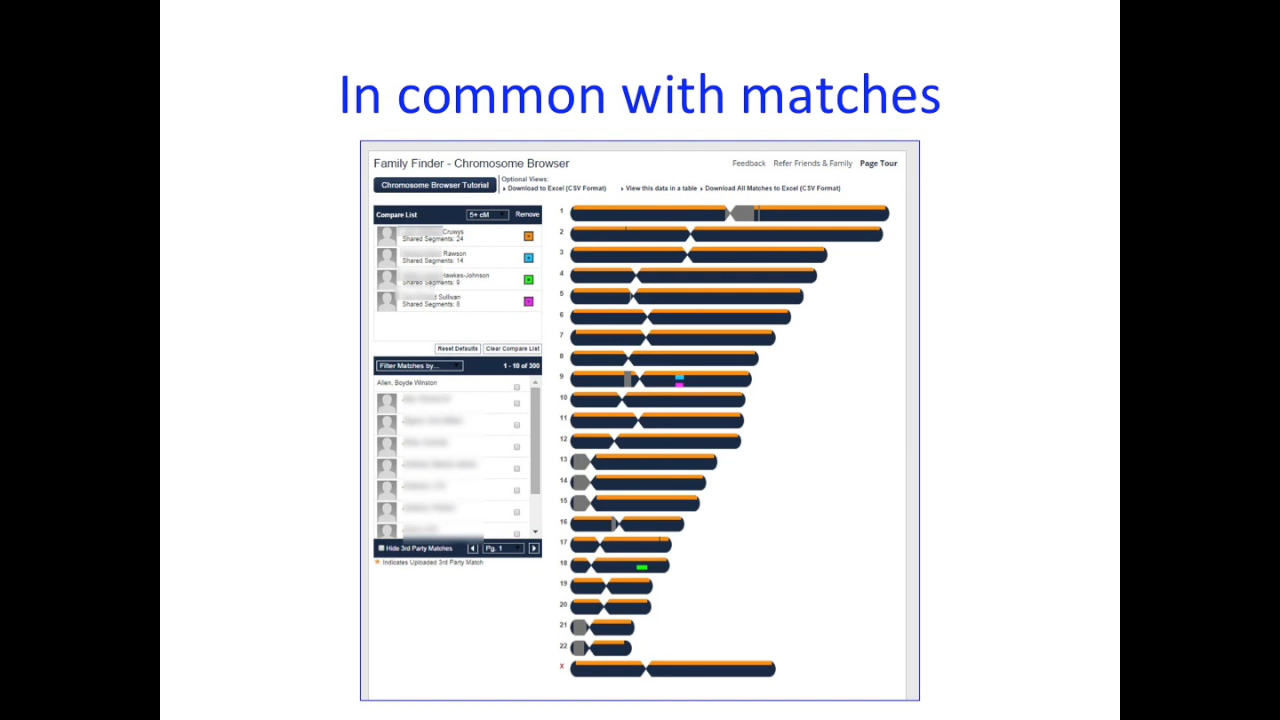 In common with matches
Family Finder - Chromosome Browser
Feedback Refer Friends & Family Page Tour
Chromosome Browser Tutorial
Optional Views:
Download to Excel (CSV Format) View this data in a table Download All Matches to Excel (CSV Format)
Compare List 5+ cM Remove
Cruwys
Shared Segments: 24
Rawson
Shared Segments: 14
Hawkes-Johnson
Shared Segments: 9
Sullivan
Shared Segments: 8
Reset Defaults Clear Compare List
Filter Matches by... 1 - 10 of 300
Allen, Boyde Winston
Hide 3rd Party Matches Pg. 1
* Indicates Uploaded 3rd Party Match
1
2
3
4
5
6
7
8
9
10
11
12
13
14
15
16
17
18
19
20
21
22
X